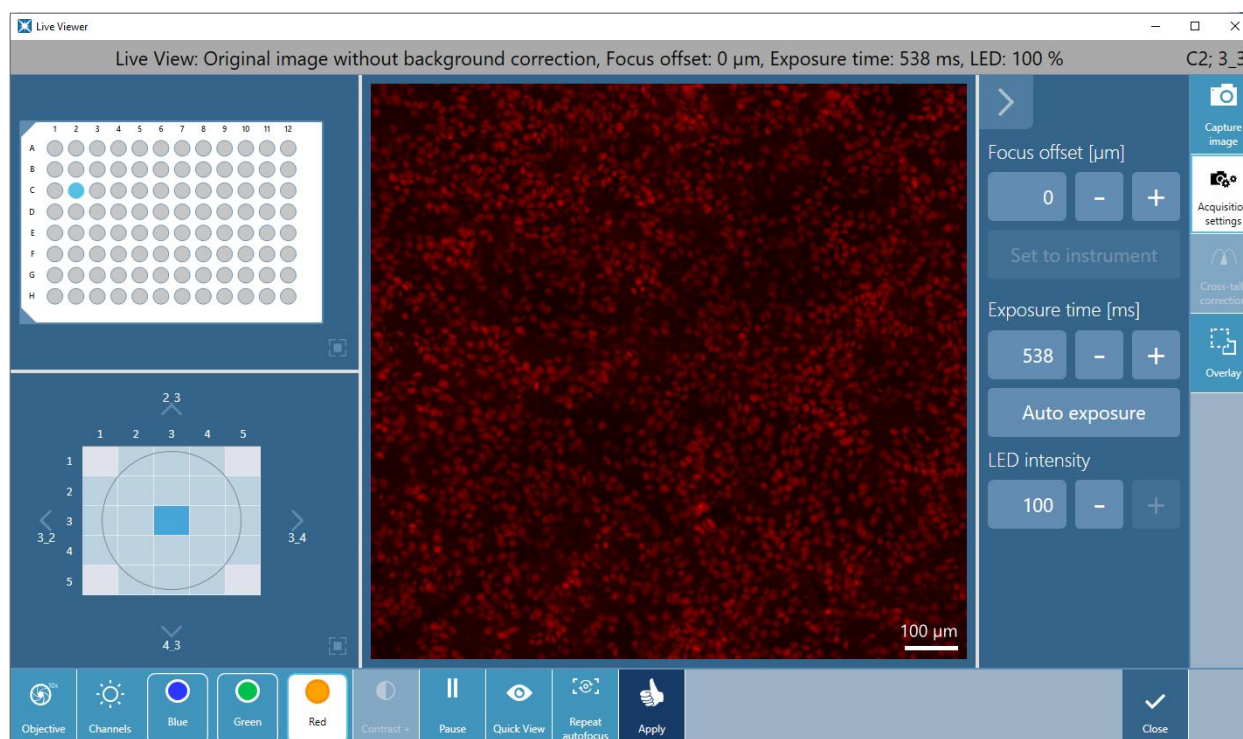 Live Viewer
Live View: Original image without background correction, Focus offset: 0 µm, Exposure time: 538 ms, LED: 100 %
C2; 3_3
1 2 3 4 5 6 7 8 9 10 11 12
A
B
C
D
E
F
G
H
2_3
1 2 3 4 5
1
2
3
4
5
3_2
3_4
4_3
100 µm
Focus offset [µm]
0 - +
Set to instrument
Exposure time [ms]
538 - +
Auto exposure
LED intensity
100 - +
Capture
image
Acquisition
settings
Cross-talk
correction
Overlay
10x
Objective
Channels
Blue
Green
Red
Contrast +
Pause
Quick View
Repeat
autofocus
Apply
Close